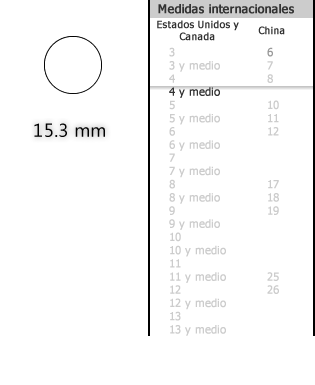 Medidas internacionales
Estados Unidos y Canada China
3 6
3 y medio 7
4 8
4 y medio
5 10
5 y medio 11
6 12
6 y medio
7
7 y medio
8 17
8 y medio 18
9 19
9 y medio
10
10 y medio
11
11 y medio 25
12 26
12 y medio
13
13 y medio
15.3 mm